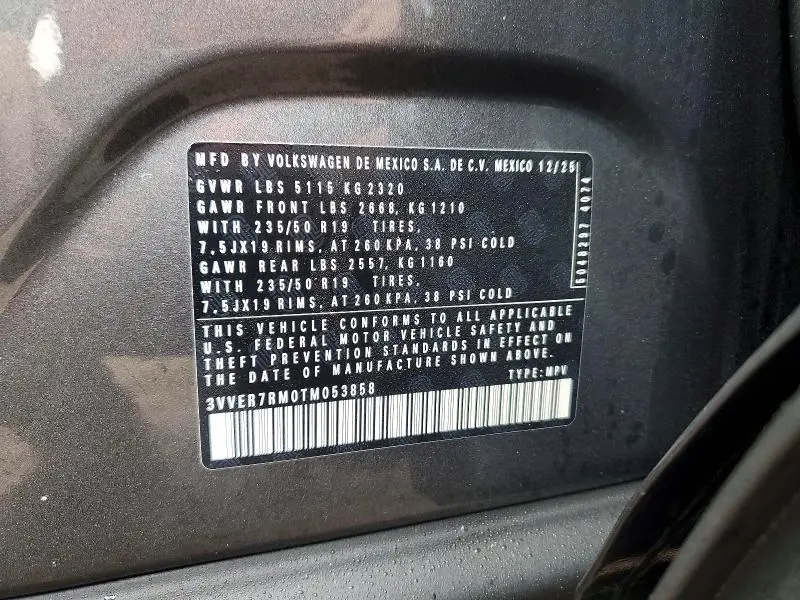 MFD BY VOLKSWAGEN DE MEXICO S.A. DE C.V. MEXICO 12/25
GVWR LBS 5115 KG 2320
GAWR FRONT LBS 2668, KG 1210
WITH 235/50 R19 TIRES,
7,5JX19 RIMS, AT 260 KPA, 38 PSI COLD
GAWR REAR LBS 2557, KG 1160
WITH 235/50 R19 TIRES,
7,5JX19 RIMS, AT 260 KPA, 38 PSI COLD
5048297 4024
THIS VEHICLE CONFORMS TO ALL APPLICABLE
U.S. FEDERAL MOTOR VEHICLE SAFETY AND
THEFT PREVENTION STANDARDS IN EFFECT ON
THE DATE OF MANUFACTURE SHOWN ABOVE.
TYPE: MPV
3VVER7RM0TM053858